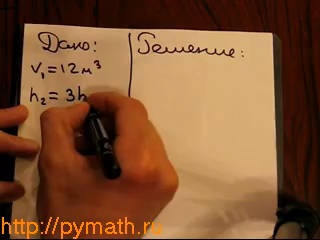 Дано:
Решение:
V₁ = 12 м³
h₂ = 3h
http://pymath.ru